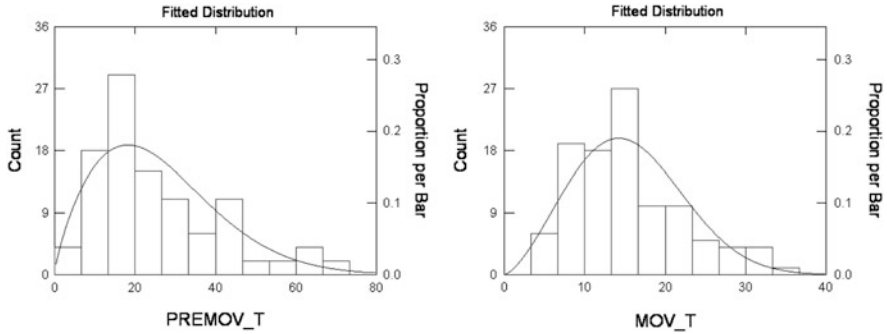 Fitted Distribution
36
27
18
9
0
Count
0.3
0.2
0.1
0.0
Proportion per Bar
0 20 40 60 80
PREMOV_T
Fitted Distribution
36
27
18
9
0
Count
0.3
0.2
0.1
0.0
Proportion per Bar
0 10 20 30 40
MOV_T